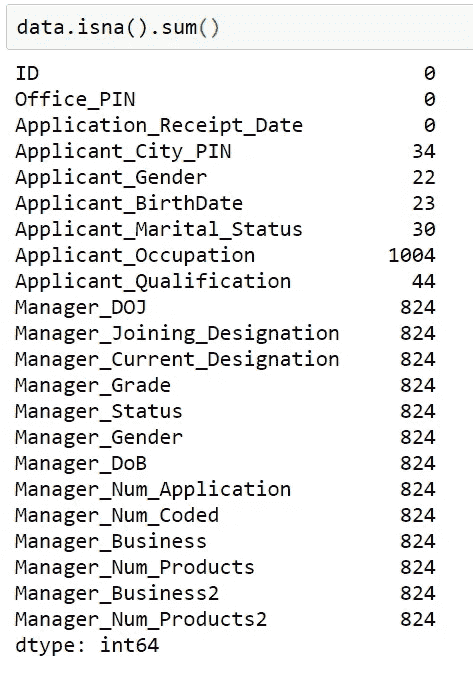 data.isna().sum()
ID 0
Office_PIN 0
Application_Receipt_Date 0
Applicant_City_PIN 34
Applicant_Gender 22
Applicant_BirthDate 23
Applicant_Marital_Status 30
Applicant_Occupation 1004
Applicant_Qualification 44
Manager_DOJ 824
Manager_Joining_Designation 824
Manager_Current_Designation 824
Manager_Grade 824
Manager_Status 824
Manager_Gender 824
Manager_DoB 824
Manager_Num_Application 824
Manager_Num_Coded 824
Manager_Business 824
Manager_Num_Products 824
Manager_Business2 824
Manager_Num_Products2 824
dtype: int64